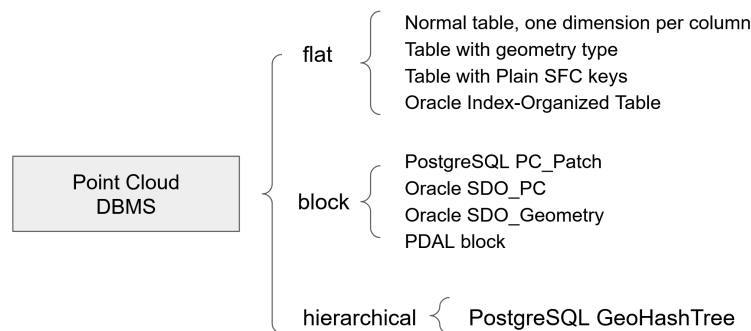 Point Cloud
DBMS
flat
Normal table, one dimension per column
Table with geometry type
Table with Plain SFC keys
Oracle Index-Organized Table
block
PostgreSQL PC_Patch
Oracle SDO_PC
Oracle SDO_Geometry
PDAL block
hierarchical
PostgreSQL GeoHashTree